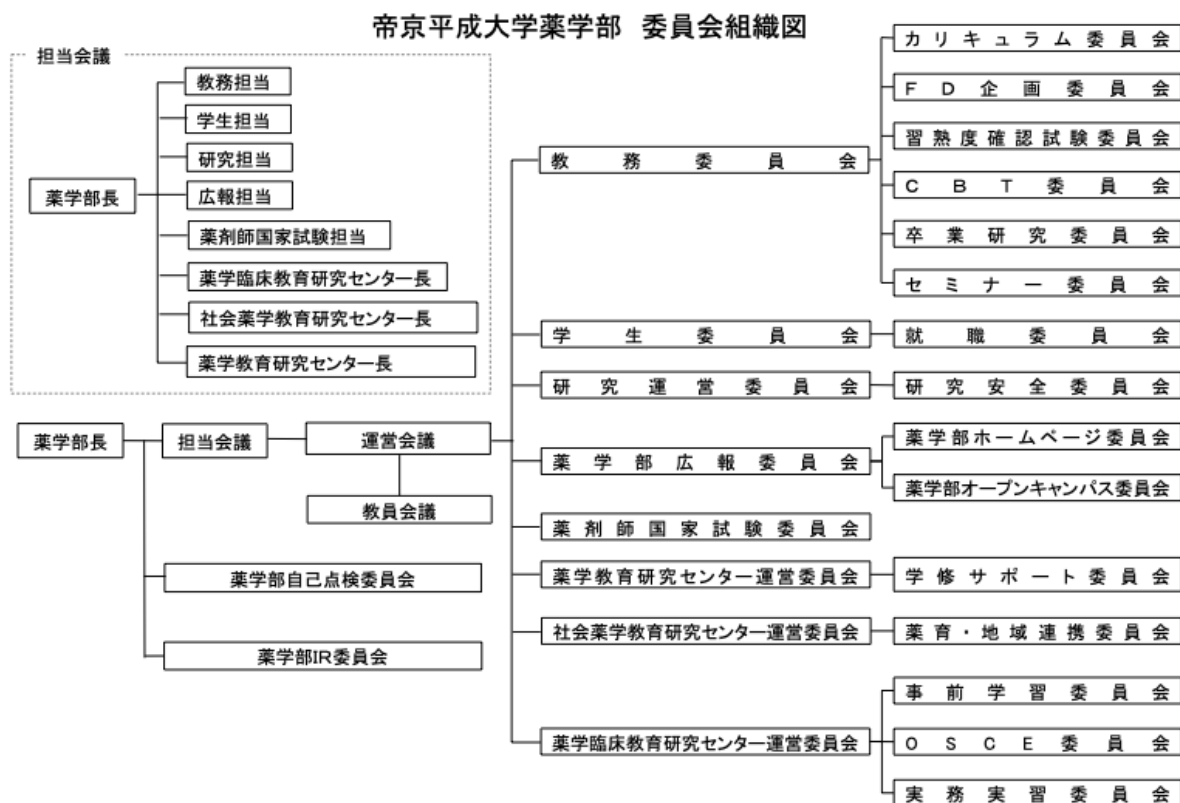 帝京平成大学薬学部 委員会組織図
担当会議
薬学部長
教務担当
学生担当
研究担当
広報担当
薬剤師国家試験担当
薬学臨床教育研究センター長
社会薬学教育研究センター長
薬学教育研究センター長
薬学部長
担当会議
運営会議
教員会議
薬学部自己点検委員会
薬学部IR委員会
教務委員会
カリキュラム委員会
FD企画委員会
習熟度確認試験委員会
CBT委員会
卒業研究委員会
セミナー委員会
学生委員会
就職委員会
研究運営委員会
研究安全委員会
薬学部広報委員会
薬学部ホームページ委員会
薬学部オープンキャンパス委員会
薬剤師国家試験委員会
薬学教育研究センター運営委員会
学修サポート委員会
社会薬学教育研究センター運営委員会
薬育・地域連携委員会
薬学臨床教育研究センター運営委員会
事前学習委員会
OSCE委員会
実務実習委員会